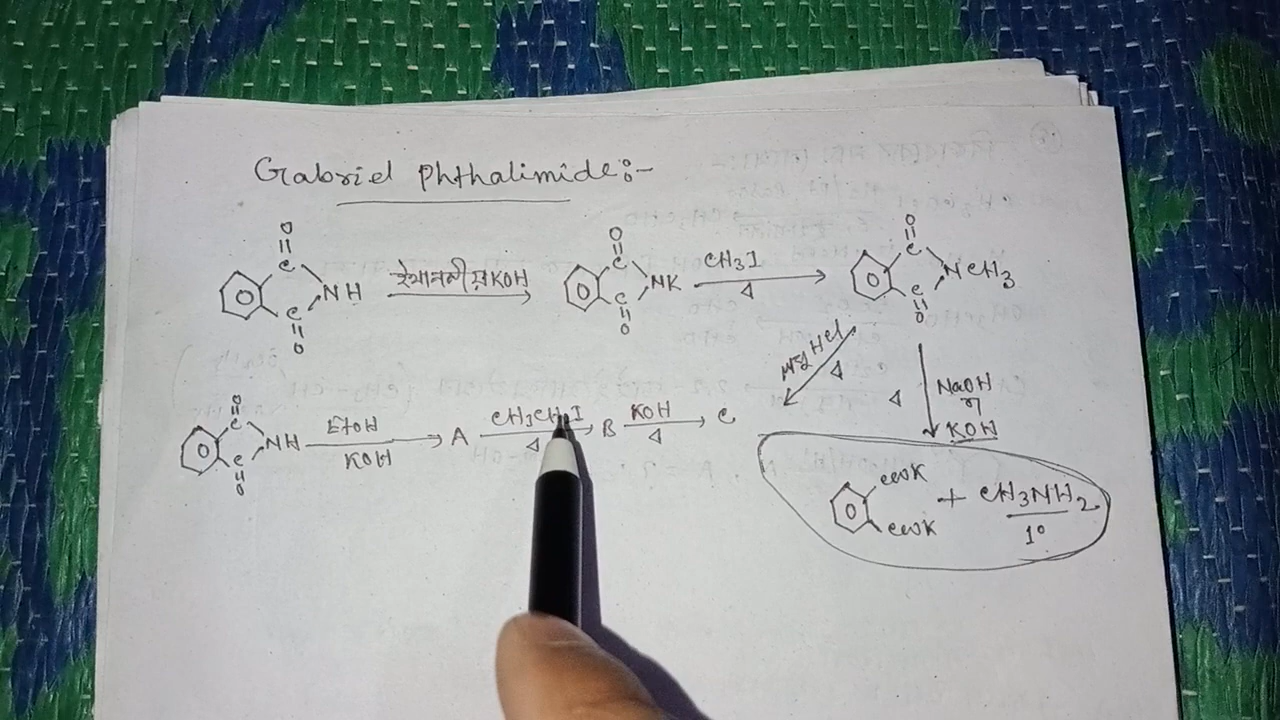 Gabriel Phthalimide:-
O O O
C C C
NH ইথানলীয় KOH NK CH3I Δ NCH3
C C C
O O O
লঘু HCl Δ
Δ NaOH
বা
KOH
O
C
NH EtOH KOH A CH3CH2I Δ B KOH Δ C
C
O
COOK + CH3NH2
COOK 1°